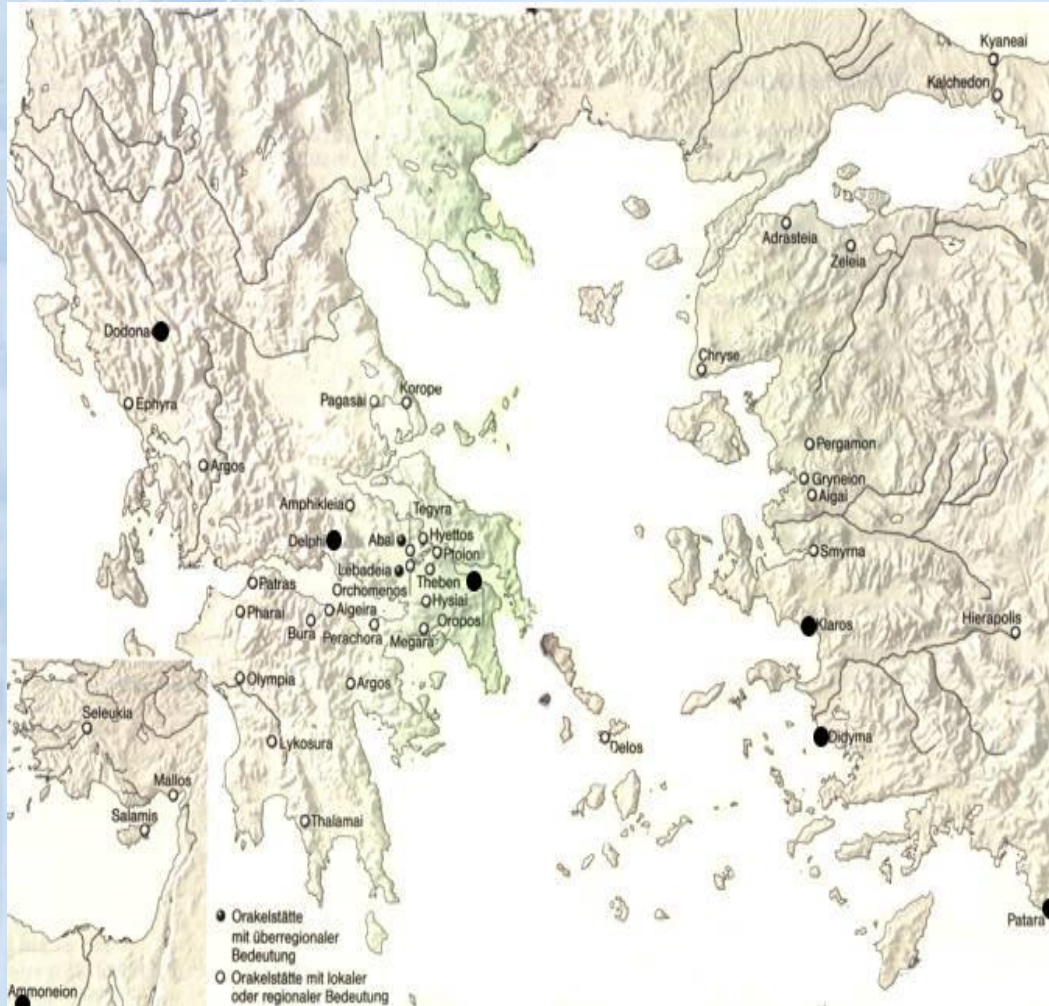 Kyaneai
Kalchedon
Adrasteia
Zeleia
Dodona
Chryse
Ephyra
Pagasai
Korope
Argos
Pergamon
Gryneion
Aigai
Amphikleia
Tegyra
Delphi
Abai
Hyettos
Ptoion
Smyrna
Lebadeia
Theben
Patras
Orchomenos
Hysiai
Pharai
Aigeira
Oropos
Bura
Perachora
Megara
Klaros
Hierapolis
Olympia
Argos
Seleukia
Lykosura
Delos
Didyma
Mallos
Salamis
Thalamai
Orakelstätte
mit überregionaler
Bedeutung
Patara
Orakelstätte mit lokaler
oder regionaler Bedeutung
Ammoneion